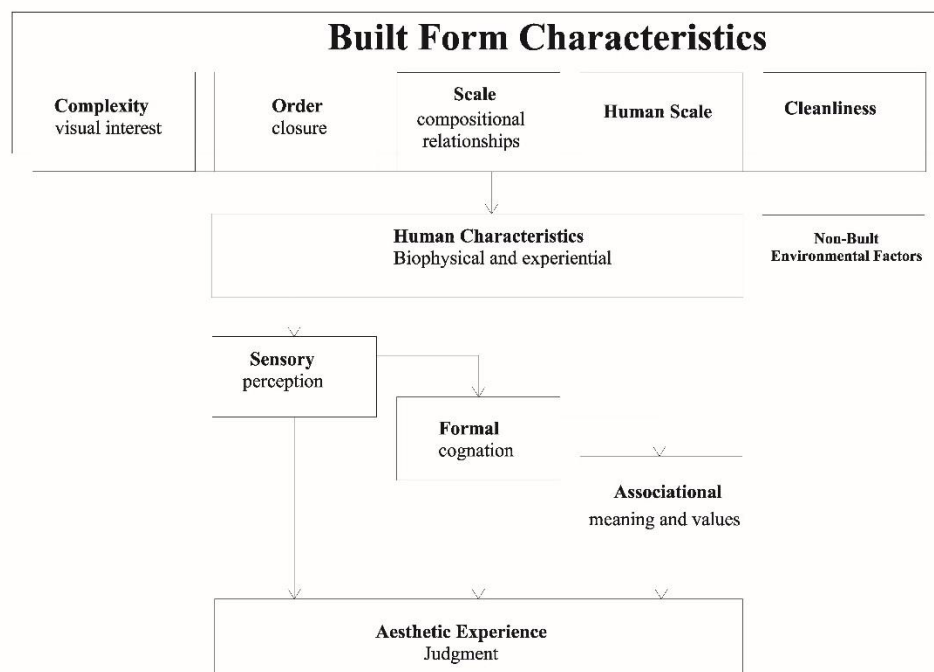 Built Form Characteristics
Complexity
visual interest
Order
closure
Scale
compositional
relationships
Human Scale
Cleanliness
Human Characteristics
Biophysical and experiential
Non-Built
Environmental Factors
Sensory
perception
Formal
cognation
Associational
meaning and values
Aesthetic Experience
Judgment